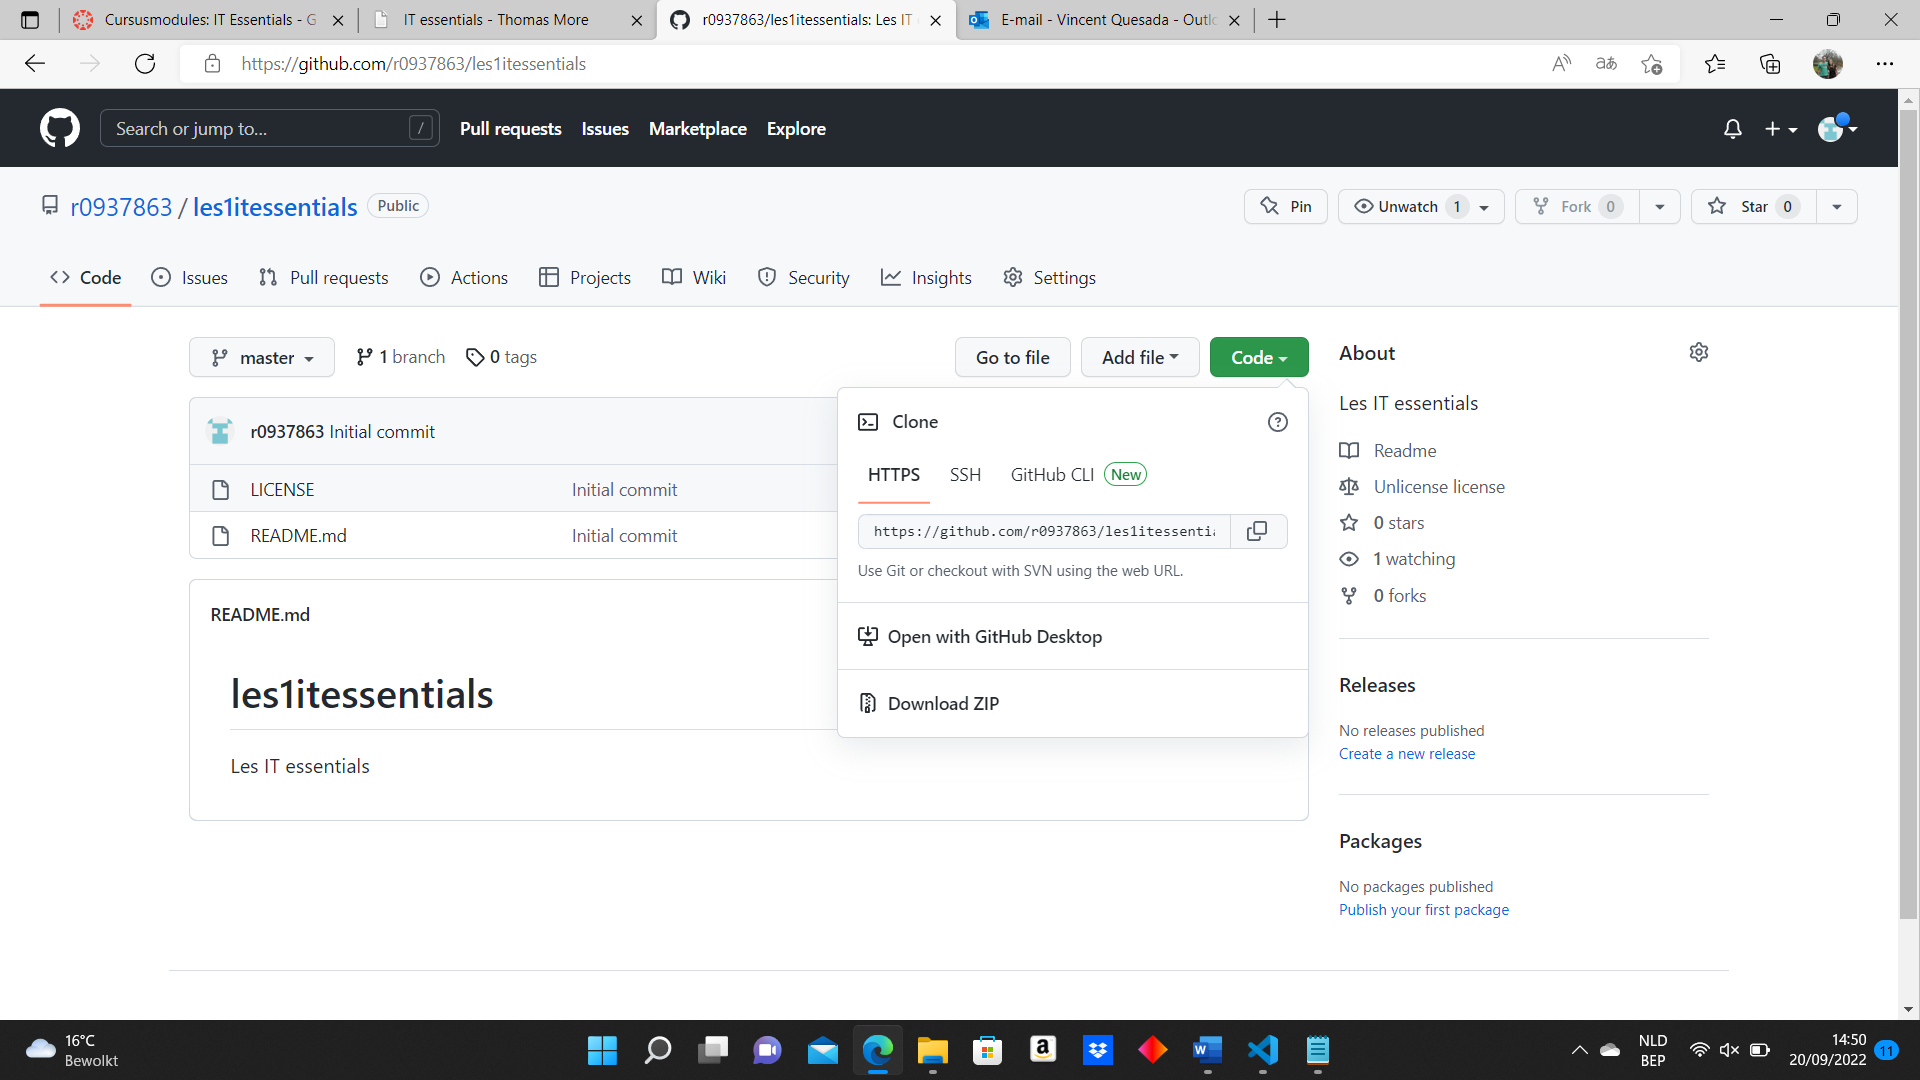 Cursusmodules: IT Essentials - G
IT essentials - Thomas More
r0937863/les1itessentials: Les IT
E-mail - Vincent Quesada - Outl
https://github.com/r0937863/les1itessentials
Search or jump to...
/
Pull requests
Issues
Marketplace
Explore
r0937863 / les1itessentials
Public
Pin
Unwatch 1
Fork 0
Star 0
Code
Issues
Pull requests
Actions
Projects
Wiki
Security
Insights
Settings
master
1 branch
0 tags
Go to file
Add file
Code
r0937863 Initial commit
LICENSE
Initial commit
README.md
Initial commit
README.md
les1itessentials
Les IT essentials
Clone
HTTPS
SSH
GitHub CLI
New
https://github.com/r0937863/les1itessentia
Use Git or checkout with SVN using the web URL.
Open with GitHub Desktop
Download ZIP
About
Les IT essentials
Readme
Unlicense license
0 stars
1 watching
0 forks
Releases
No releases published
Create a new release
Packages
No packages published
Publish your first package
16°C
Bewolkt
NLD
BEP
14:50
20/09/2022
11